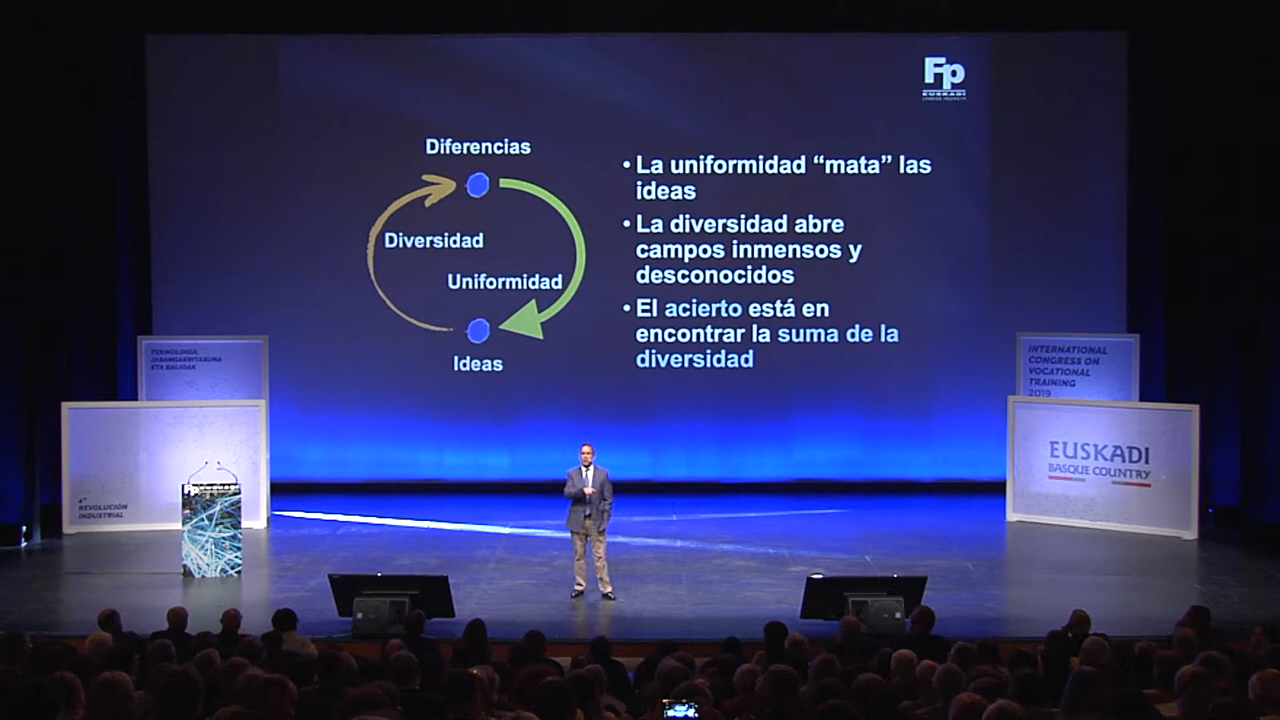 Fp
EUSKADI
Diferencias
Diversidad
Uniformidad
Ideas
• La uniformidad “mata” las
ideas
• La diversidad abre
campos inmensos y
desconocidos
• El acierto está en
encontrar la suma de la
diversidad
TEKNOLOGIA,
JASANGARRITASUNA
ETA BALIOAK
4ª
REVOLUCIÓN
INDUSTRIAL
Fp
INTERNATIONAL
CONGRESS ON
VOCATIONAL
TRAINING
2019
EUSKADI
BASQUE COUNTRY